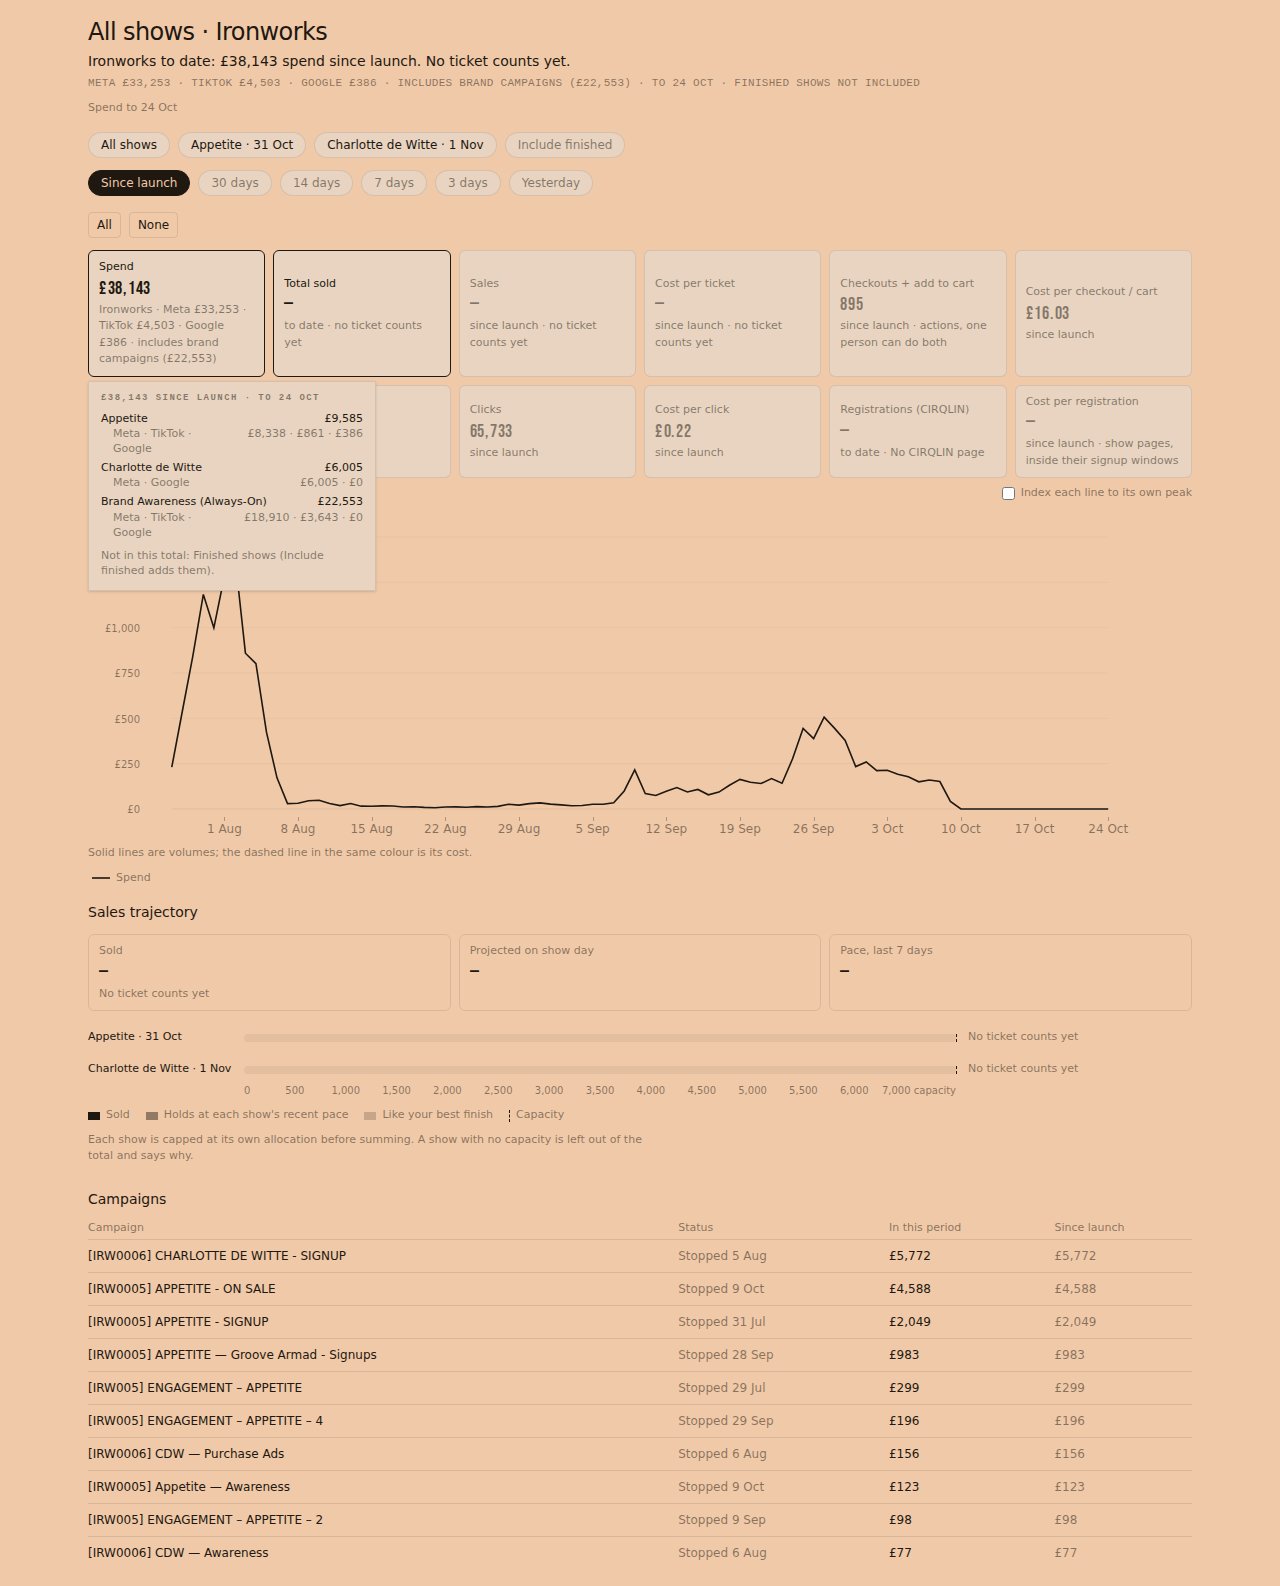 All shows · Ironworks
Ironworks to date: £38,143 spend since launch. No ticket counts yet.
META £33,253 · TIKTOK £4,503 · GOOGLE £386 · INCLUDES BRAND CAMPAIGNS (£22,553) · TO 24 OCT · FINISHED SHOWS NOT INCLUDED
Spend to 24 Oct
All shows
Appetite · 31 Oct
Charlotte de Witte · 1 Nov
Include finished
Since launch
30 days
14 days
7 days
3 days
Yesterday
All
None
Spend
£38,143
Ironworks · Meta £33,253 ·
TikTok £4,503 · Google
£386 · includes brand
campaigns (£22,553)
Total sold
—
to date · no ticket counts
yet
Sales
—
since launch · no ticket
counts yet
Cost per ticket
—
since launch · no ticket
counts yet
Checkouts + add to cart
895
since launch · actions, one
person can do both
Cost per checkout / cart
£16.03
since launch
£38,143 SINCE LAUNCH · TO 24 OCT
Appetite £9,585
Meta · TikTok · £8,338 · £861 · £386
Google
Charlotte de Witte £6,005
Meta · Google £6,005 · £0
Brand Awareness (Always-On) £22,553
Meta · TikTok · £18,910 · £3,643 · £0
Google
Not in this total: Finished shows (Include
finished adds them).
Clicks
65,733
since launch
Cost per click
£0.22
since launch
Registrations (CIRQLIN)
—
to date · No CIRQLIN page
Cost per registration
—
since launch · show pages,
inside their signup windows
Index each line to its own peak
£1,000
£750
£500
£250
£0
1 Aug 8 Aug 15 Aug 22 Aug 29 Aug 5 Sep 12 Sep 19 Sep 26 Sep 3 Oct 10 Oct 17 Oct 24 Oct
Solid lines are volumes; the dashed line in the same colour is its cost.
Spend
Sales trajectory
Sold
—
No ticket counts yet
Projected on show day
—
Pace, last 7 days
—
Appetite · 31 Oct No ticket counts yet
Charlotte de Witte · 1 Nov No ticket counts yet
0 500 1,000 1,500 2,000 2,500 3,000 3,500 4,000 4,500 5,000 5,500 6,000 7,000 capacity
Sold Holds at each show's recent pace Like your best finish Capacity
Each show is capped at its own allocation before summing. A show with no capacity is left out of the
total and says why.
Campaigns
Campaign Status In this period Since launch
[IRW0006] CHARLOTTE DE WITTE - SIGNUP Stopped 5 Aug £5,772 £5,772
[IRW0005] APPETITE - ON SALE Stopped 9 Oct £4,588 £4,588
[IRW0005] APPETITE - SIGNUP Stopped 31 Jul £2,049 £2,049
[IRW0005] APPETITE — Groove Armad - Signups Stopped 28 Sep £983 £983
[IRW005] ENGAGEMENT – APPETITE Stopped 29 Jul £299 £299
[IRW005] ENGAGEMENT – APPETITE – 4 Stopped 29 Sep £196 £196
[IRW0006] CDW — Purchase Ads Stopped 6 Aug £156 £156
[IRW0005] Appetite — Awareness Stopped 9 Oct £123 £123
[IRW005] ENGAGEMENT – APPETITE – 2 Stopped 9 Sep £98 £98
[IRW0006] CDW — Awareness Stopped 6 Aug £77 £77